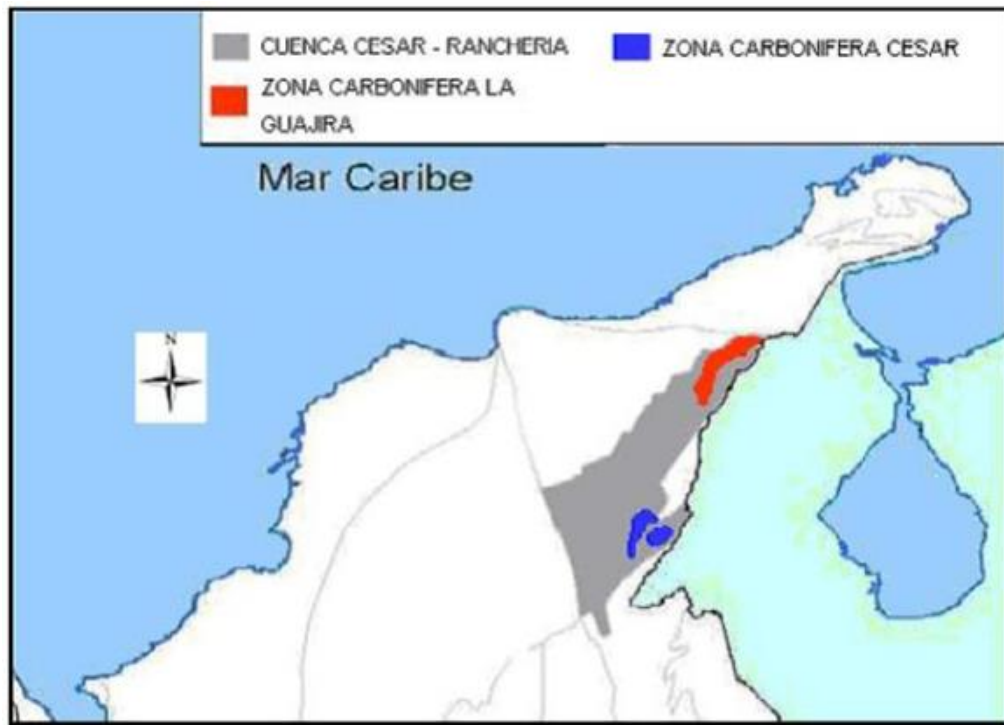 CUENCA CESAR - RANCHERIA
ZONA CARBONIFERA CESAR
ZONA CARBONIFERA LA
GUAJIRA
Mar Caribe
N